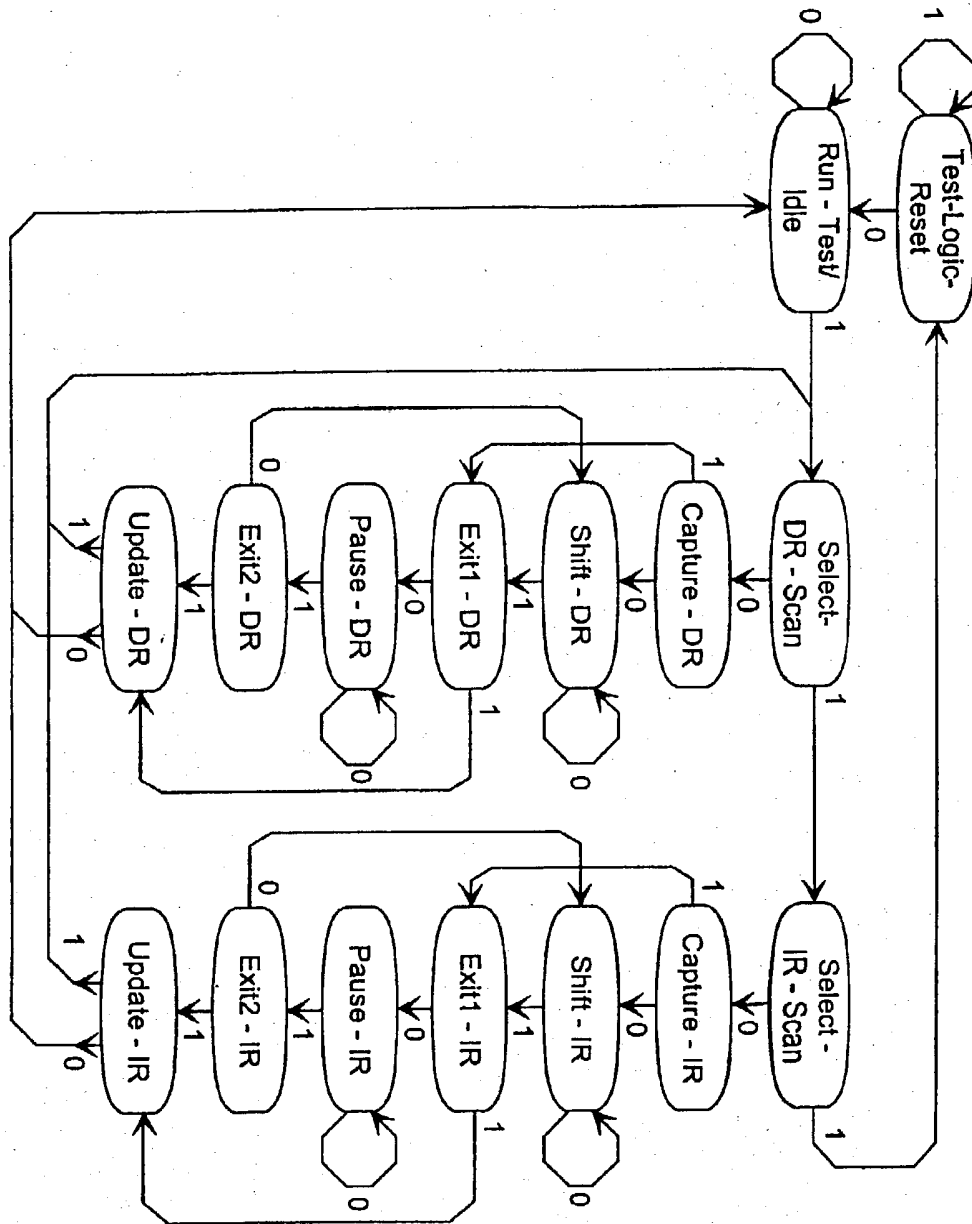 1
Test-Logic-
Reset
0
0
Run - Test/
Idle
1
Select-
DR - Scan
1
Select -
IR - Scan
1
0
Capture - DR
1
0
Shift - DR
0
1
Exit1 - DR
1
0
Pause - DR
0
1
Exit2 - DR
0
1
Update - DR
1
0
0
Capture - IR
1
0
Shift - IR
0
1
Exit1 - IR
1
0
Pause - IR
0
1
Exit2 - IR
0
1
Update - IR
1
0